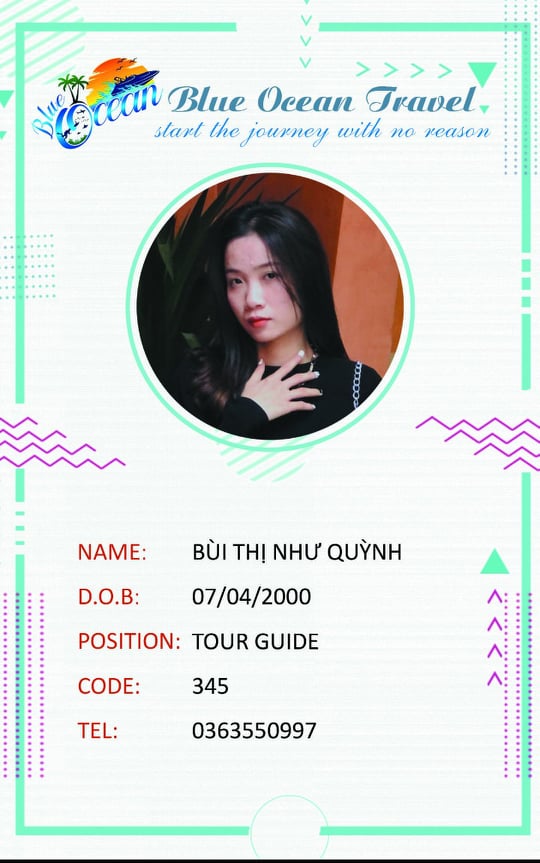 Blue Ocean
Blue Ocean Travel
start the journey with no reason
NAME: BÙI THỊ NHƯ QUỲNH
D.O.B: 07/04/2000
POSITION: TOUR GUIDE
CODE: 345
TEL: 0363550997